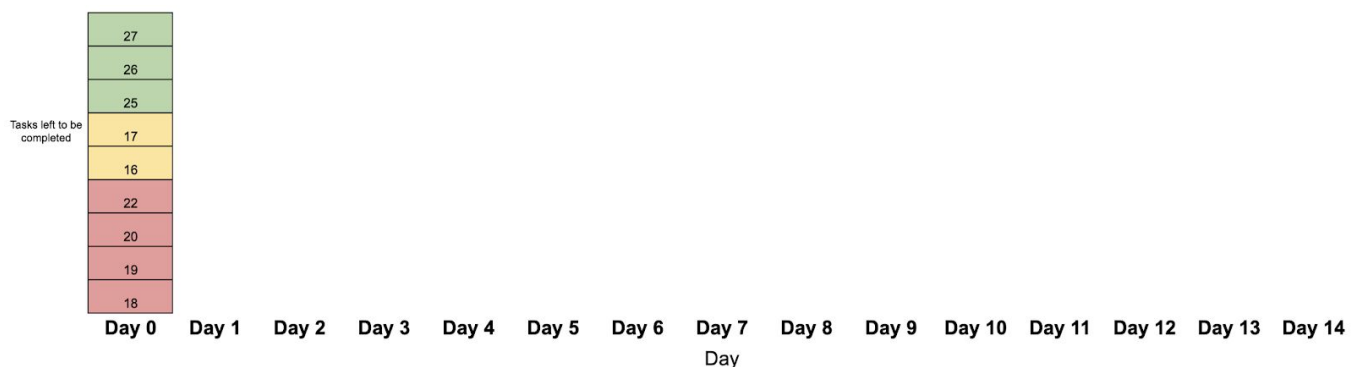 27
26
25
Tasks left to be
completed
17
16
22
20
19
18
Day 0 Day 1 Day 2 Day 3 Day 4 Day 5 Day 6 Day 7 Day 8 Day 9 Day 10 Day 11 Day 12 Day 13 Day 14
Day